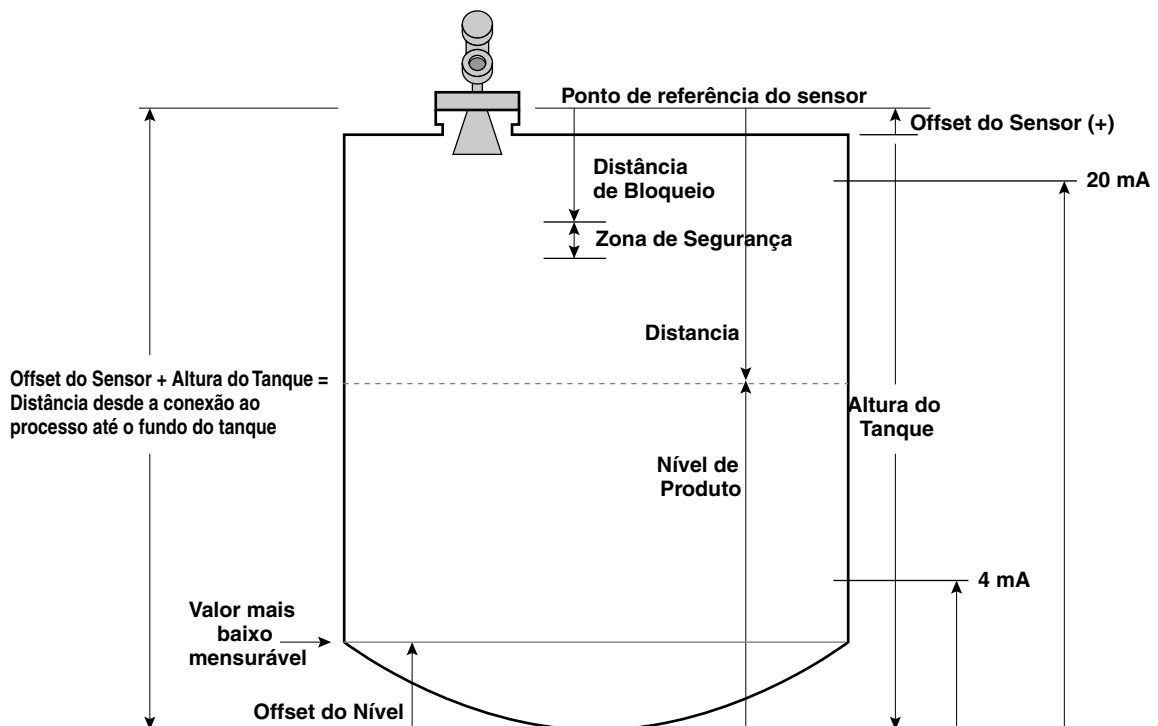 Ponto de referência do sensor
Offset do Sensor (+)
Distância
de Bloqueio
20 mA
Zona de Segurança
Distancia
Offset do Sensor + Altura do Tanque =
Distância desde a conexão ao
processo até o fundo do tanque
Altura do
Tanque
Nível de
Produto
4 mA
Valor mais
baixo
mensurável
Offset do Nível